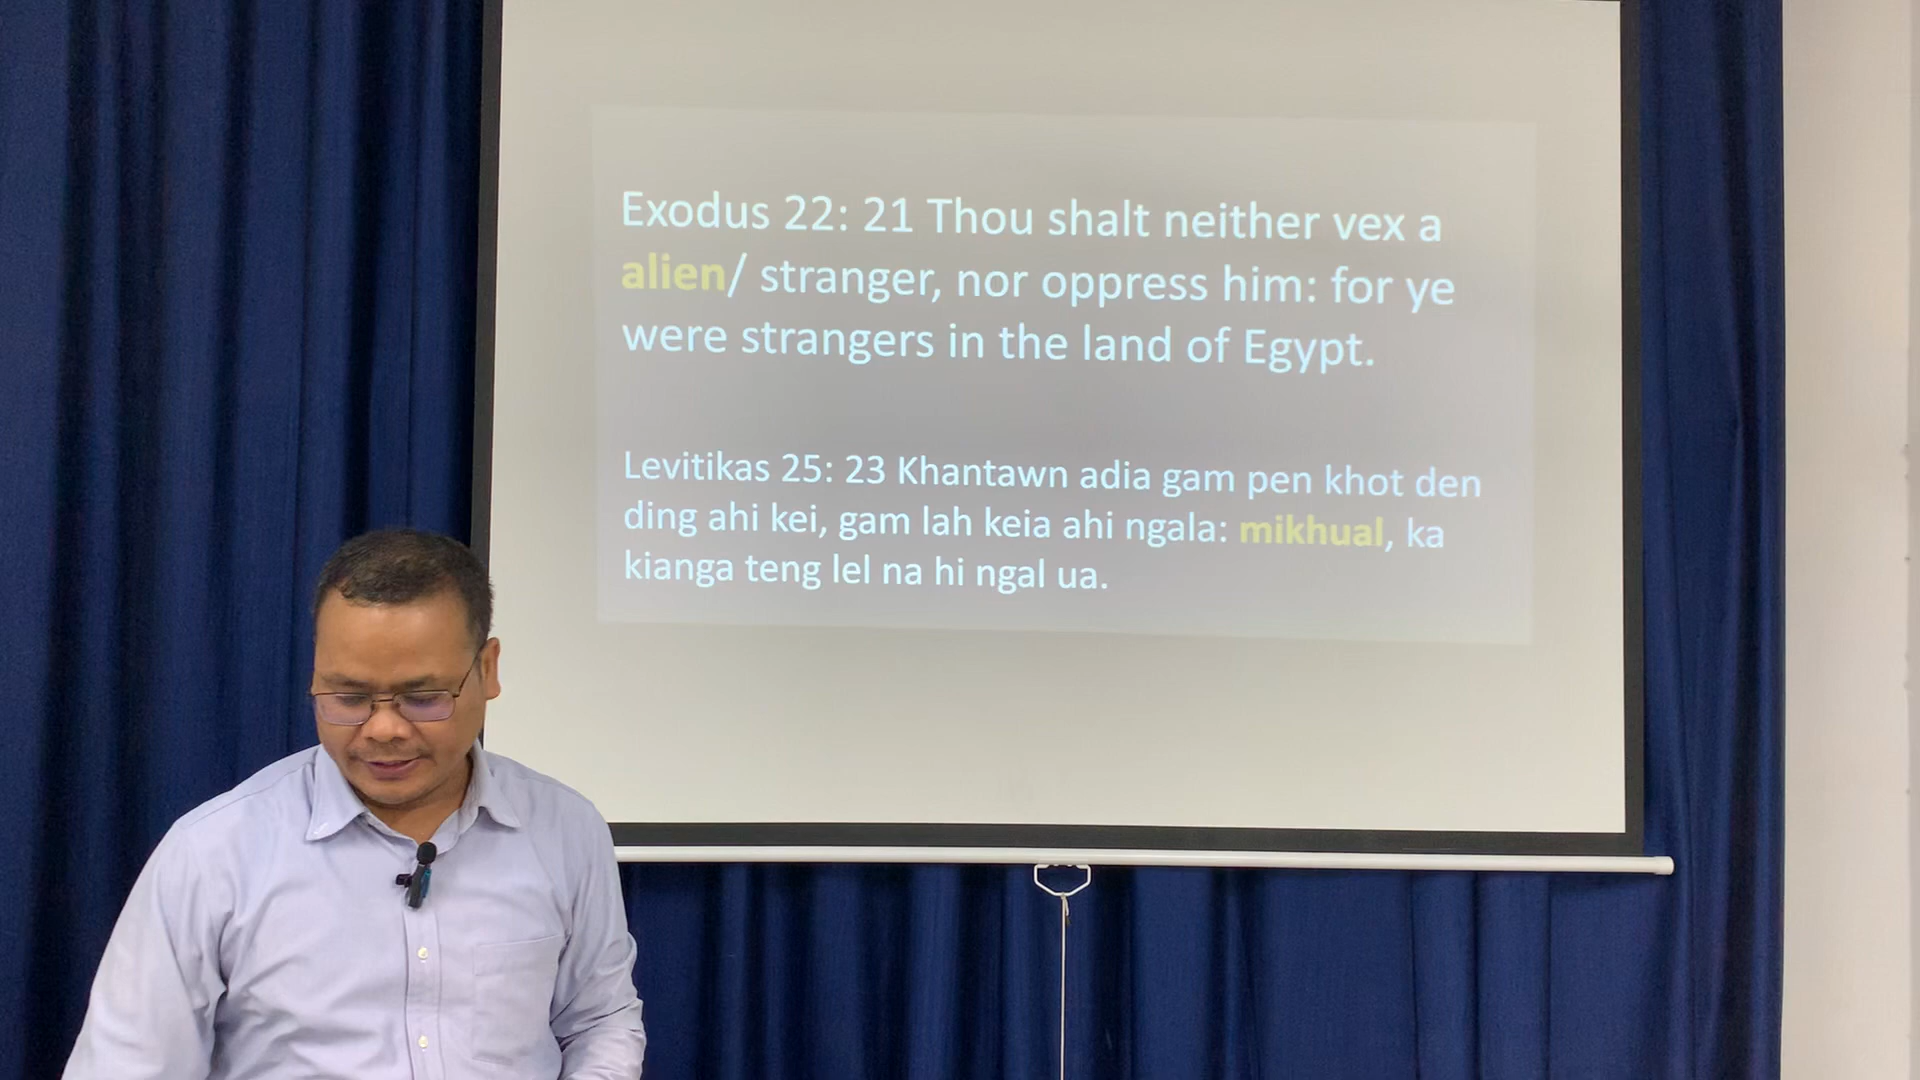 Exodus 22: 21 Thou shalt neither vex a
alien/ stranger, nor oppress him: for ye
were strangers in the land of Egypt.
Levitikas 25: 23 Khantawn adia gam pen khot den
ding ahi kei, gam lah keia ahi ngala: mikhual, ka
kianga teng lel na hi ngal ua.